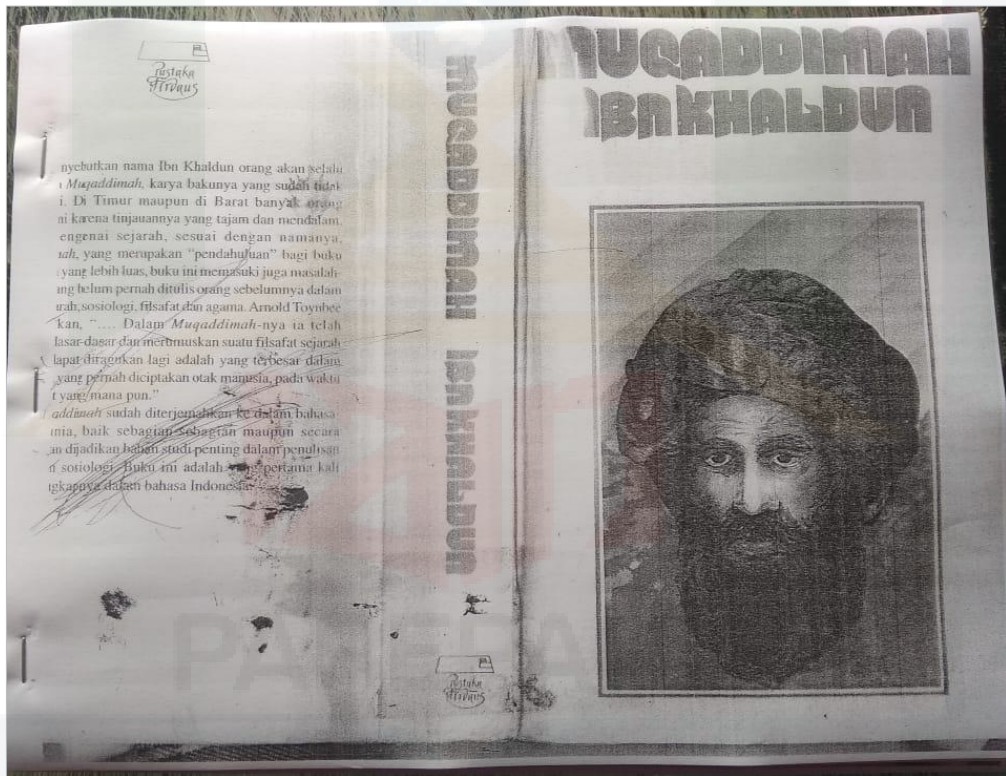 Pustaka
Firdaus
nyebutkan nama Ibn Khaldun orang akan selalu
Muqaddimah, karya bakunya yang sudah tidak
i. Di Timur maupun di Barat banyak orang
ni karena tinjauannya yang tajam dan mendalam.
engenai sejarah, sesuai dengan namanya,
ah, yang merupakan "pendahuluan" bagi buku
yang lebih luas, buku ini memasuki juga masalah-
ng belum pernah ditulis orang sebelumnya dalam
rah, sosiologi, filsafat dan agama. Arnold Toynbee
kan, ".... Dalam Muqaddimah-nya ia telah
dasar-dasar dan merumuskan suatu filsafat sejarah
dapat diragukan lagi adalah yang terbesar dalam
yang pernah diciptakan otak manusia, pada waktu
t yang mana pun."
addimah sudah diterjemahkan ke dalam bahasa
nia, baik sebagian-sebagian maupun secara
an dijadikan bahan studi penting dalam penulisan
n sosiologi. Buku ini adalah yang pertama kali
gkapnya dalam bahasa Indonesia.
MUQADDIMAH IBN KHALDUN
Pustaka
Firdaus
MUQADDIMAH
IBN KHALDUN